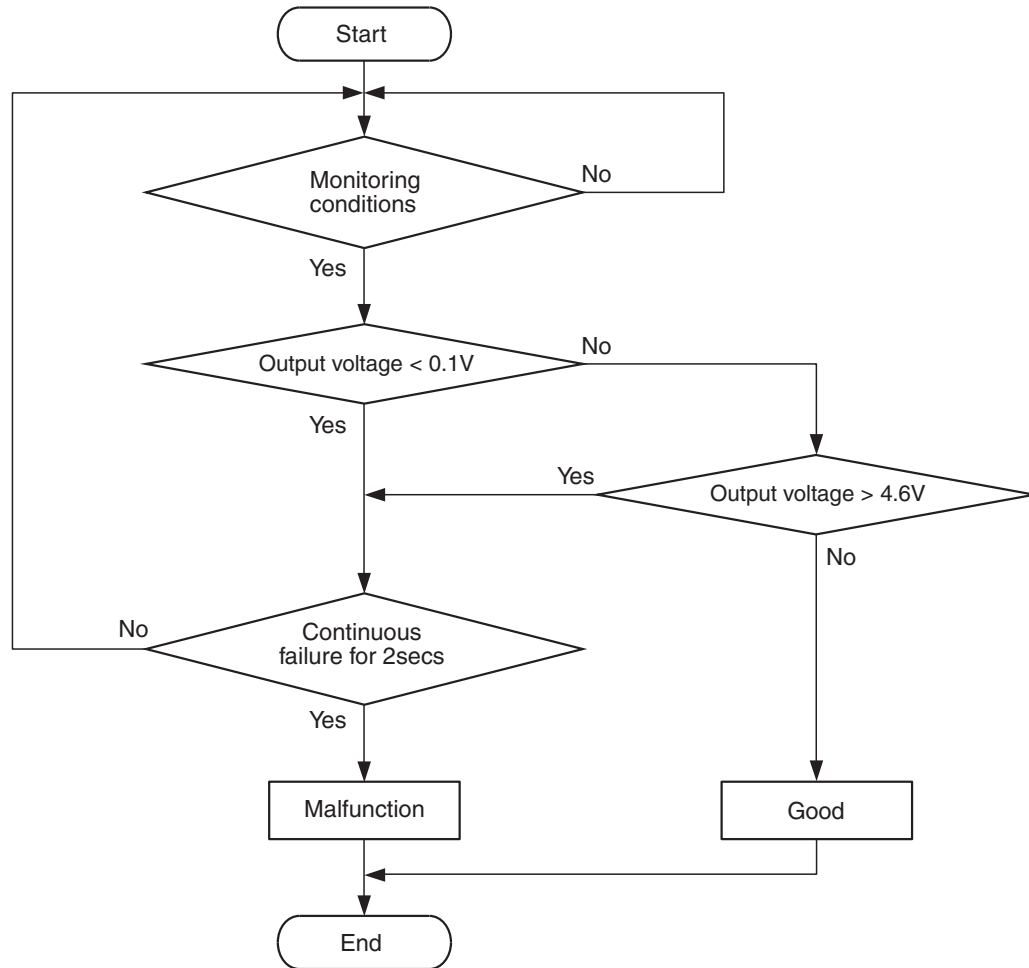 Start
Monitoring
conditions
No
Yes
Output voltage < 0.1V
No
Yes
Yes
Output voltage > 4.6V
No
No
Continuous
failure for 2secs
Yes
Malfunction
Good
End